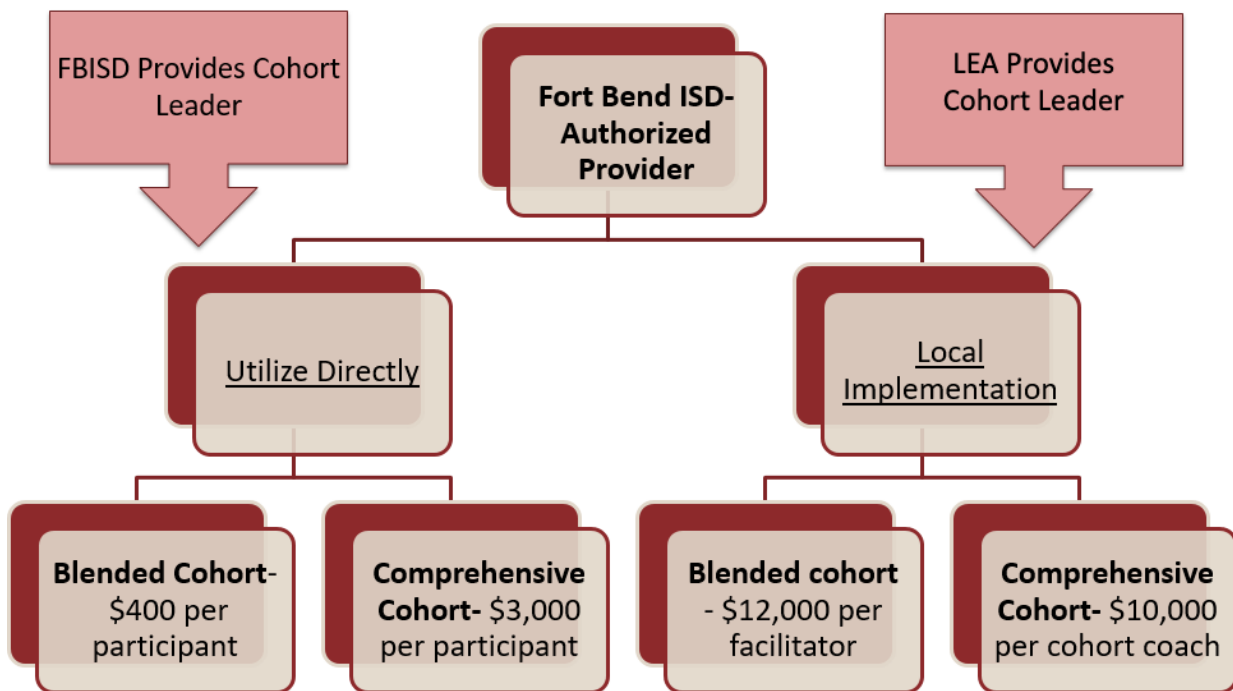 FBISD Provides Cohort
Leader
Fort Bend ISD-
Authorized
Provider
LEA Provides
Cohort Leader
Utilize Directly
Local
Implementation
Blended Cohort-
$400 per
participant
Comprehensive
Cohort- $3,000
per participant
Blended cohort
- $12,000 per
facilitator
Comprehensive
Cohort- $10,000
per cohort coach